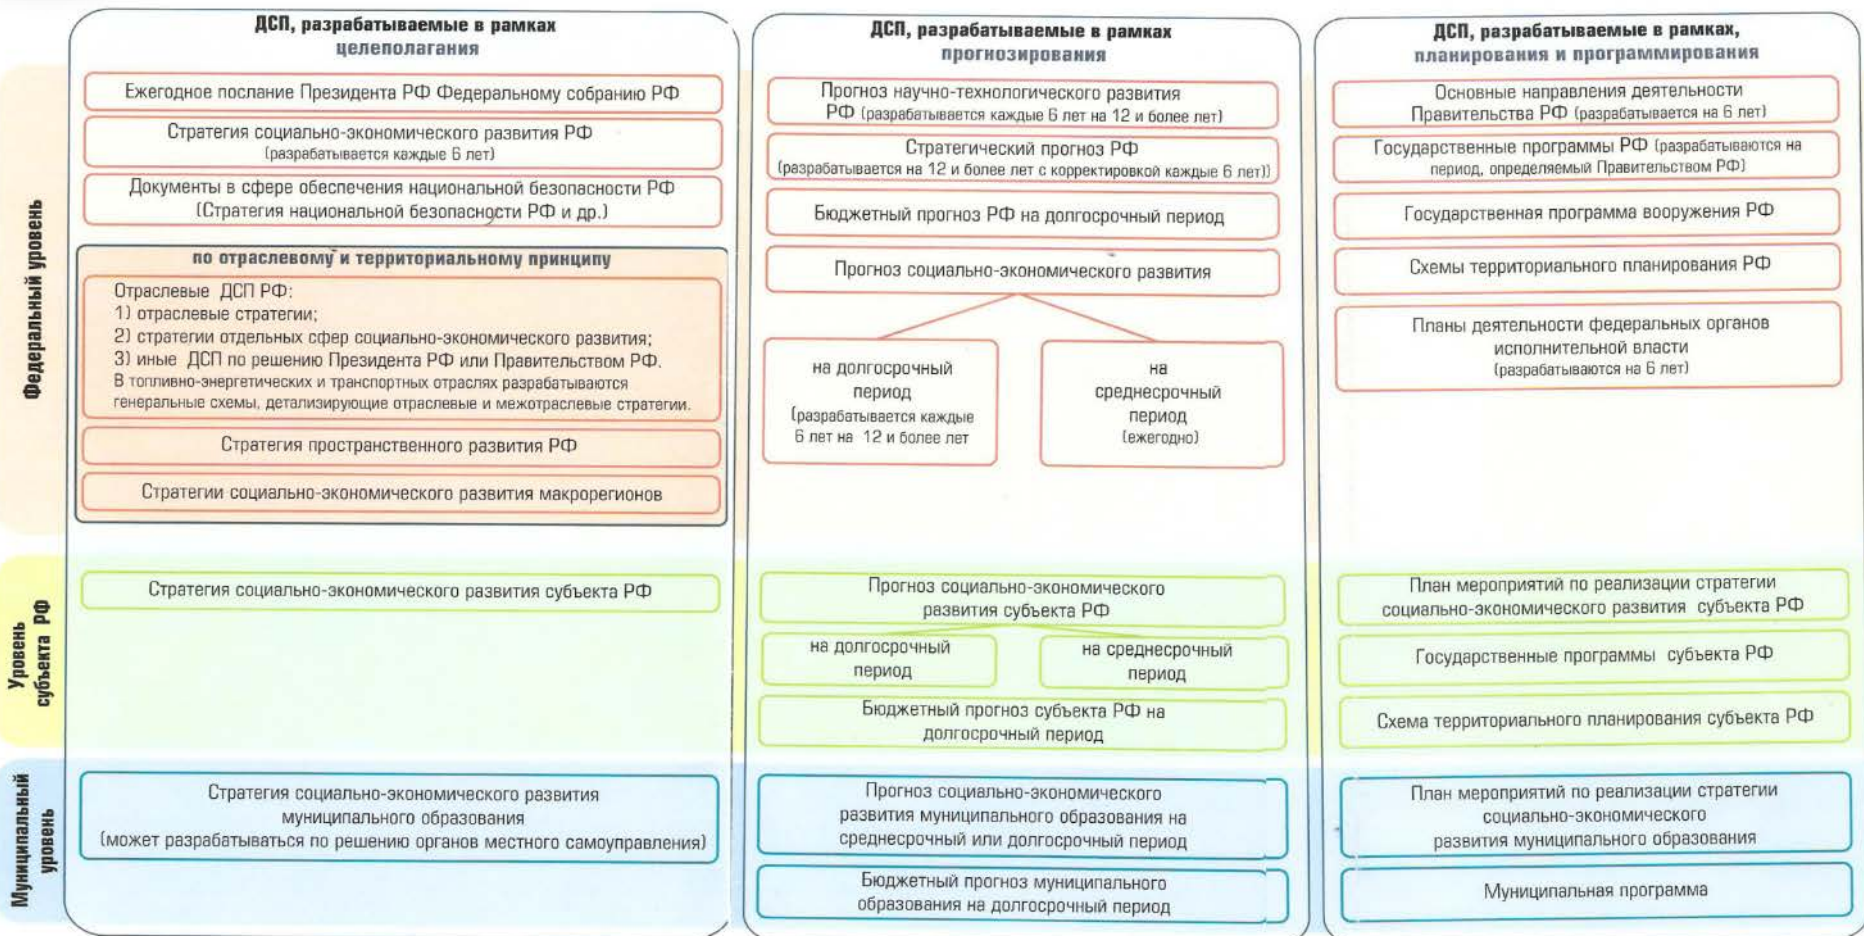 ДСП, разрабатываемые в рамках
целеполагания
Ежегодное послание Президента РФ Федеральному собранию РФ
Стратегия социально-экономического развития РФ
(разрабатывается каждые 6 лет)
Документы в сфере обеспечения национальной безопасности РФ
(Стратегия национальной безопасности РФ и др.)
по отраслевому и территориальному принципу
Отраслевые ДСП РФ:
1) отраслевые стратегии;
2) стратегии отдельных сфер социально-экономического развития;
3) иные ДСП по решению Президента РФ или Правительством РФ.
В топливно-энергетических и транспортных отраслях разрабатываются
генеральные схемы, детализирующие отраслевые и межотраслевые стратегии.
Стратегия пространственного развития РФ
Стратегии социально-экономического развития макрорегионов
Стратегия социально-экономического развития субъекта РФ
Стратегия социально-экономического развития
муниципального образования
(может разрабатываться по решению органов местного самоуправления)
ДСП, разрабатываемые в рамках
прогнозирования
Прогноз научно-технологического развития
РФ (разрабатывается каждые 6 лет на 12 и более лет)
Стратегический прогноз РФ
(разрабатывается на 12 и более лет с корректировкой каждые 6 лет))
Бюджетный прогноз РФ на долгосрочный период
Прогноз социально-экономического развития
на долгосрочный
период
(разрабатывается каждые
6 лет на 12 и более лет
на
среднесрочный
период
(ежегодно)
Прогноз социально-экономического
развития субъекта РФ
на долгосрочный
период
на среднесрочный
период
Бюджетный прогноз субъекта РФ на
долгосрочный период
Прогноз социально-экономического
развития муниципального образования на
среднесрочный или долгосрочный период
Бюджетный прогноз муниципального
образования на долгосрочный период
ДСП, разрабатываемые в рамках,
планирования и программирования
Основные направления деятельности
Правительства РФ (разрабатывается на 6 лет)
Государственные программы РФ (разрабатываются на
период, определяемый Правительством РФ)
Государственная программа вооружения РФ
Схемы территориального планирования РФ
Планы деятельности федеральных органов
исполнительной власти
(разрабатываются на 6 лет)
План мероприятий по реализации стратегии
социально-экономического развития субъекта РФ
Государственные программы субъекта РФ
Схема территориального планирования субъекта РФ
План мероприятий по реализации стратегии
социально-экономического
развития муниципального образования
Муниципальная программа
Федеральный уровень
Уровень
субъекта РФ
Муниципальный
уровень